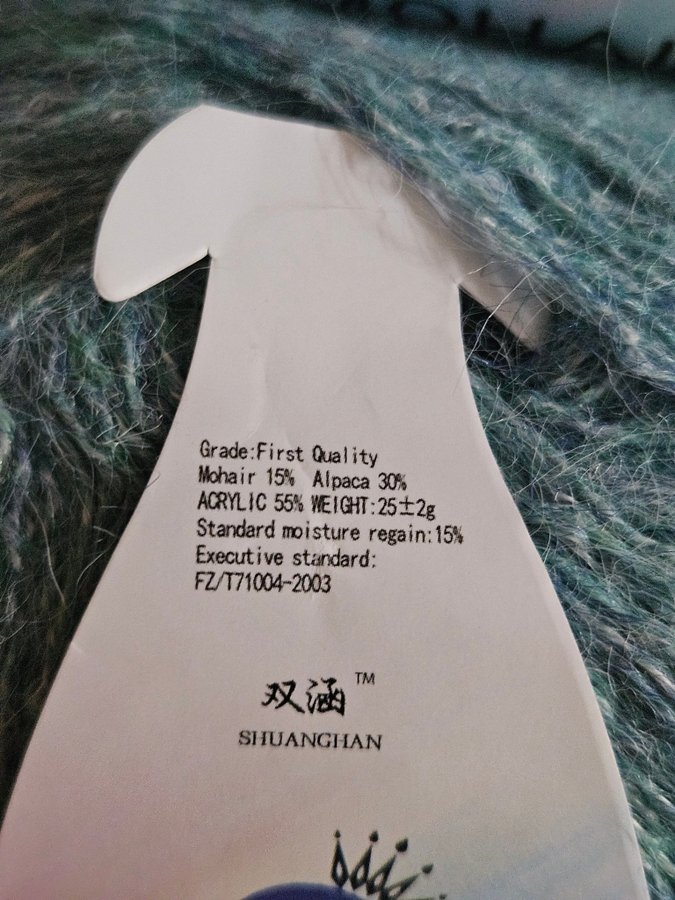 Grade:First Quality
Mohair 15% Alpaca 30%
ACRYLIC 55% WEIGHT:25±2g
Standard moisture regain:15%
Executive standard:
FZ/T71004-2003
双涵™
SHUANGHAN